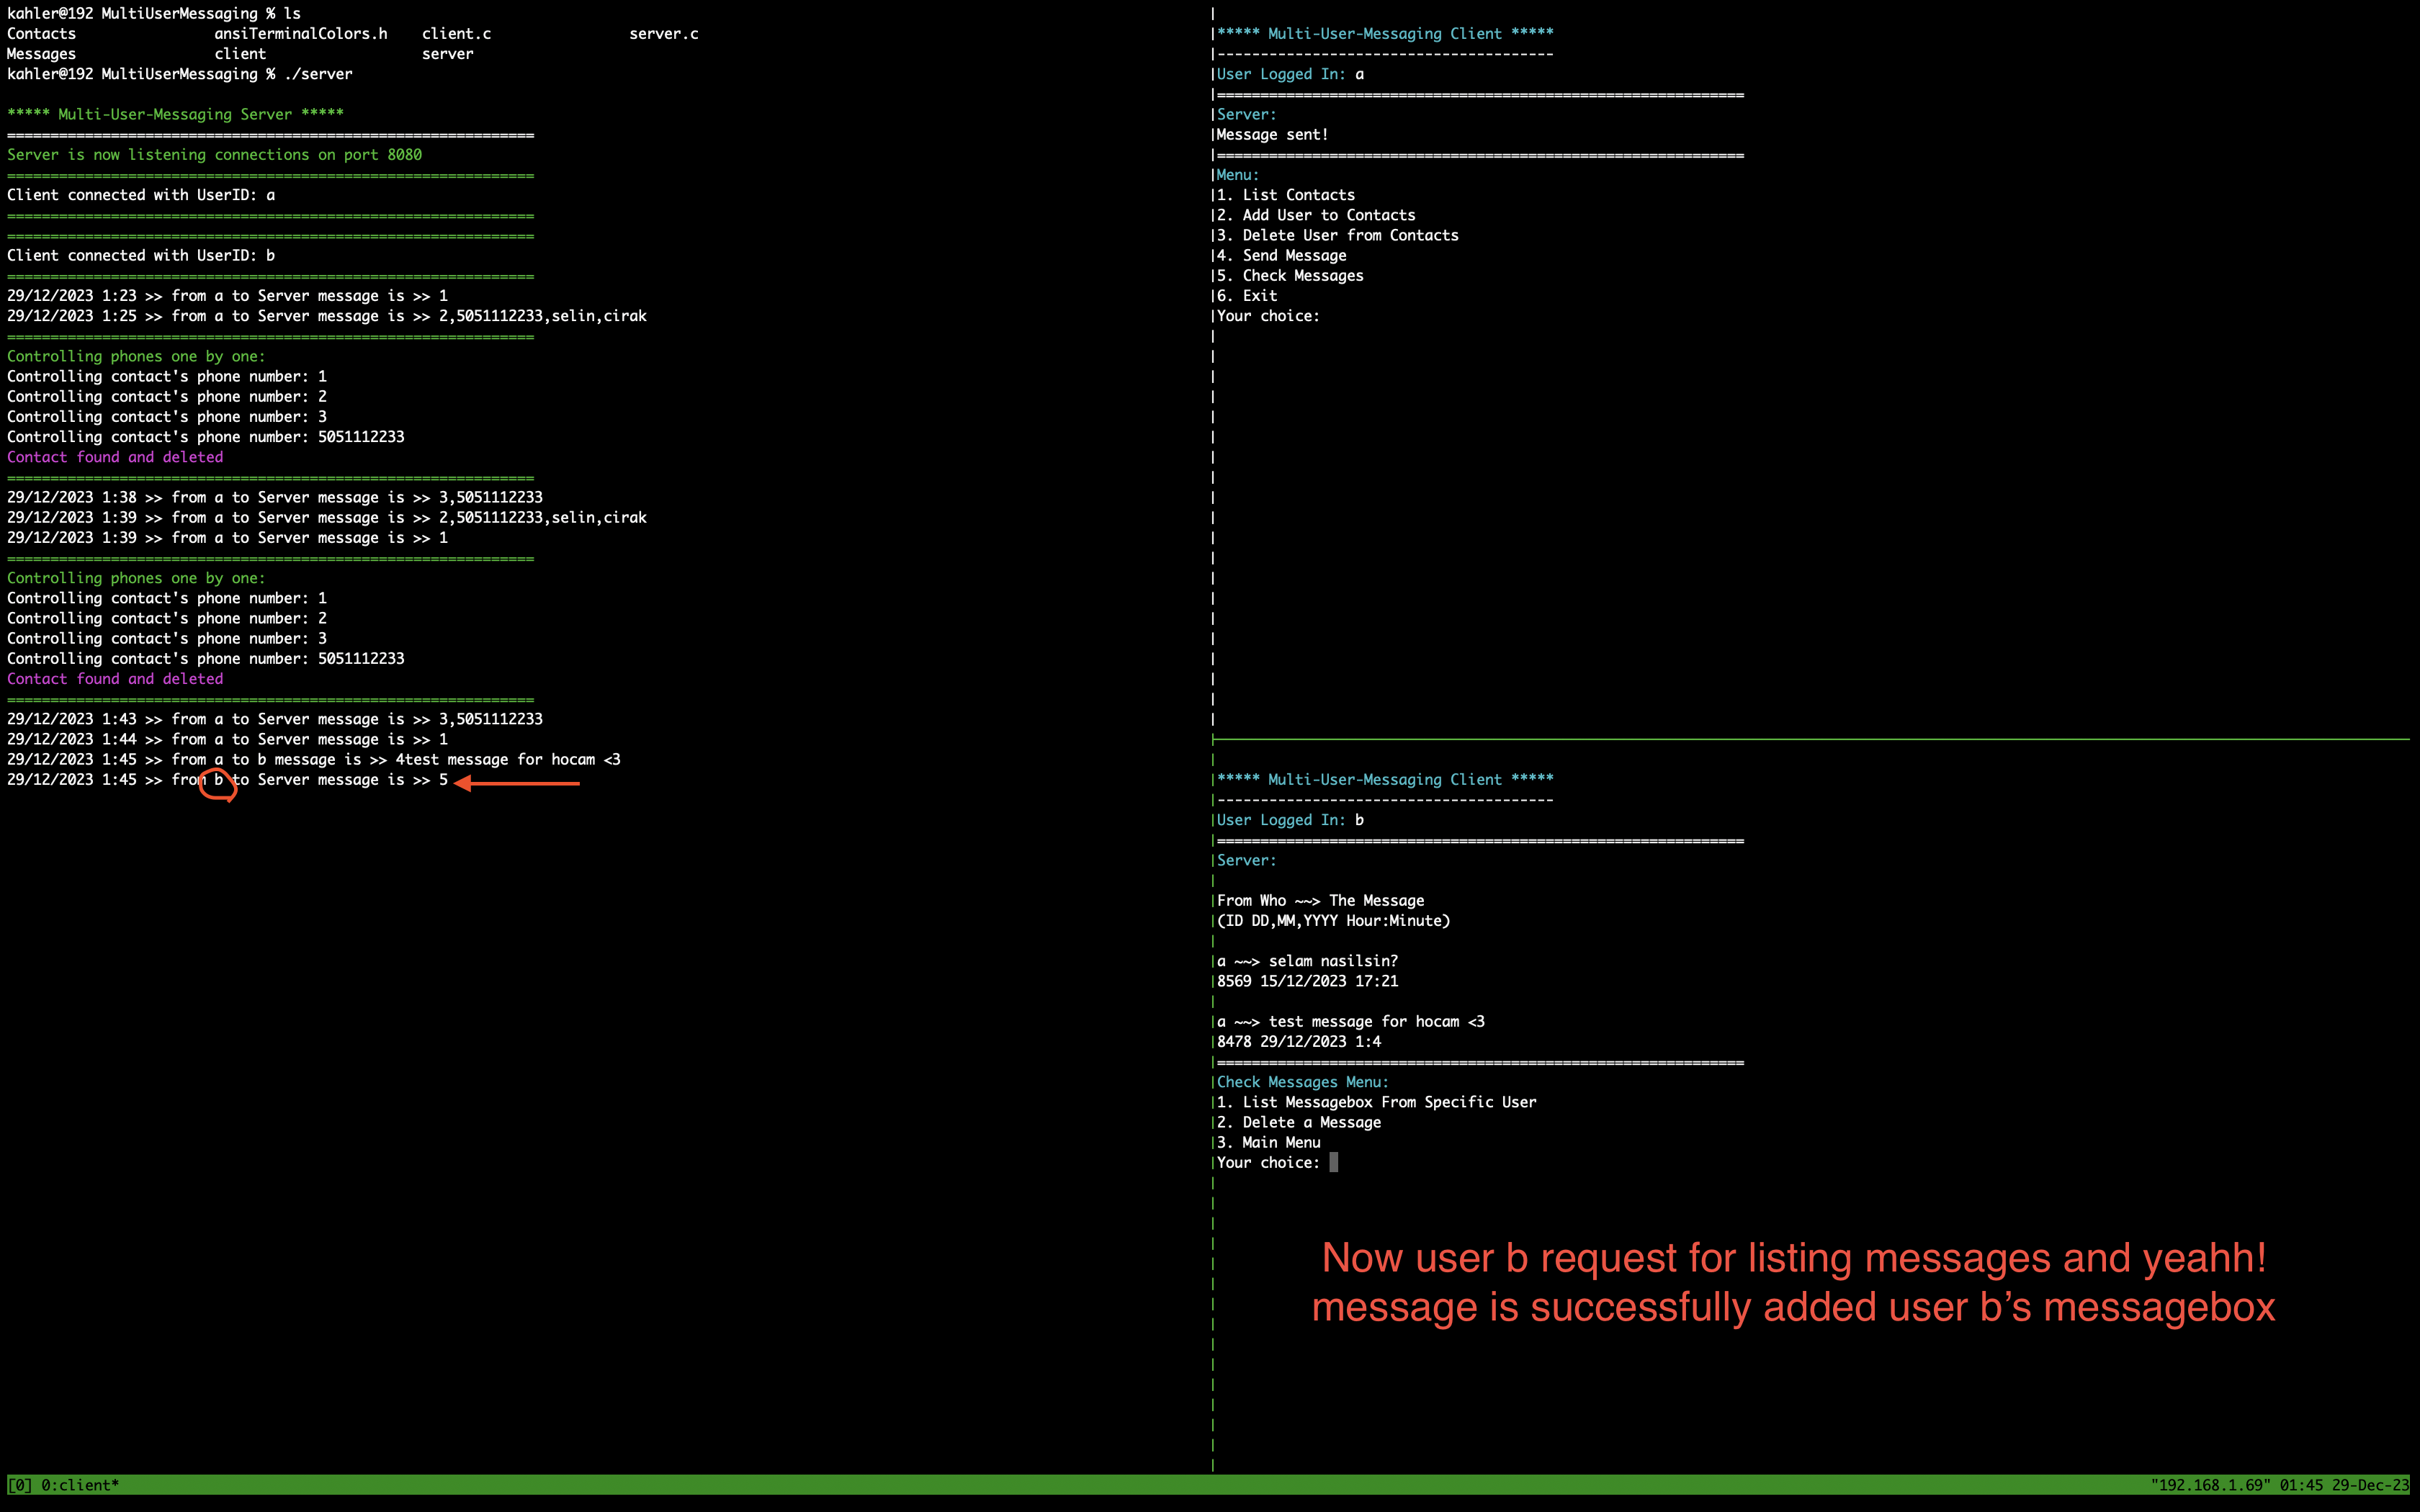 kahler@192 MultiUserMessaging % ls
Contacts ansiTerminalColors.h client.c server.c
Messages client server
kahler@192 MultiUserMessaging % ./server
***** Multi-User-Messaging Server *****
=============================================================
Server is now listening connections on port 8080
=============================================================
Client connected with UserID: a
=============================================================
=============================================================
Client connected with UserID: b
=============================================================
29/12/2023 1:23 >> from a to Server message is >> 1
29/12/2023 1:25 >> from a to Server message is >> 2,5051112233,selin,cirak
=============================================================
Controlling phones one by one:
Controlling contact's phone number: 1
Controlling contact's phone number: 2
Controlling contact's phone number: 3
Controlling contact's phone number: 5051112233
Contact found and deleted
=============================================================
29/12/2023 1:38 >> from a to Server message is >> 3,5051112233
29/12/2023 1:39 >> from a to Server message is >> 2,5051112233,selin,cirak
29/12/2023 1:39 >> from a to Server message is >> 1
=============================================================
Controlling phones one by one:
Controlling contact's phone number: 1
Controlling contact's phone number: 2
Controlling contact's phone number: 3
Controlling contact's phone number: 5051112233
Contact found and deleted
=============================================================
29/12/2023 1:43 >> from a to Server message is >> 3,5051112233
29/12/2023 1:44 >> from a to Server message is >> 1
29/12/2023 1:45 >> from a to b message is >> 4test message for hocam <3
29/12/2023 1:45 >> from b to Server message is >> 5
***** Multi-User-Messaging Client *****
---------------------------------------
User Logged In: a
=============================================================
Server:
Message sent!
=============================================================
Menu:
1. List Contacts
2. Add User to Contacts
3. Delete User from Contacts
4. Send Message
5. Check Messages
6. Exit
Your choice:
***** Multi-User-Messaging Client *****
---------------------------------------
User Logged In: b
=============================================================
Server:
From Who ~~> The Message
(ID DD,MM,YYYY Hour:Minute)
a ~~> selam nasilsin?
8569 15/12/2023 17:21
a ~~> test message for hocam <3
8478 29/12/2023 1:4
=============================================================
Check Messages Menu:
1. List Messagebox From Specific User
2. Delete a Message
3. Main Menu
Your choice:
Now user b request for listing messages and yeahh!
message is successfully added user b’s messagebox
[0] 0:client* "192.168.1.69" 01:45 29-Dec-23